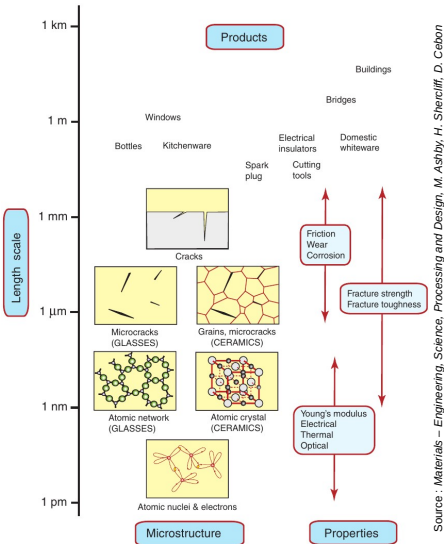 1 km
Products
Buildings
Bridges
1 m
Windows
Bottles
Kitchenware
Electrical
insulators
Domestic
whiteware
Spark
plug
Cutting
tools
1 mm
Cracks
Friction
Wear
Corrosion
Length scale
Fracture strength
Fracture toughness
1 µm
Microcracks
(GLASSES)
Grains, microcracks
(CERAMICS)
1 nm
Atomic network
(GLASSES)
Atomic crystal
(CERAMICS)
Young's modulus
Electrical
Thermal
Optical
1 pm
Atomic nuclei & electrons
Microstructure
Properties
Source : Materials – Engineering, Science, Processing and Design, M. Ashby, H. Shercliff, D. Cebon